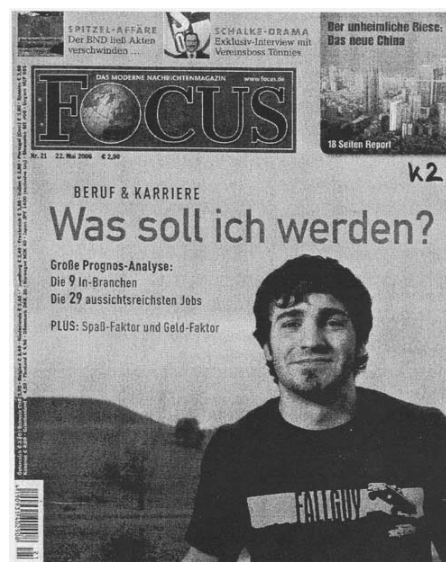 SPITZEL-AFFÄRE
Der BND ließ Akten
verschwinden ...
SCHALKE-DRAMA
Exklusiv-Interview mit
Vereinsboss Tönnies
Der unheimliche Riese:
Das neue China
18 Seiten Report
DAS MODERNE NACHRICHTENMAGAZIN www.focus.de
FOCUS
Nr. 21 22. Mai 2006 € 2,90
K2
BERUF & KARRIERE
Was soll ich werden?
Große Prognos-Analyse:
Die 9 In-Branchen
Die 29 aussichtsreichsten Jobs
PLUS: Spaß-Faktor und Geld-Faktor
FALLGUY